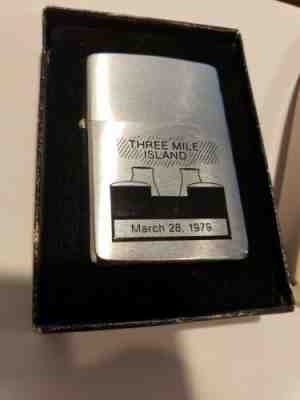 THREE MILE
ISLAND
March 28, 1979